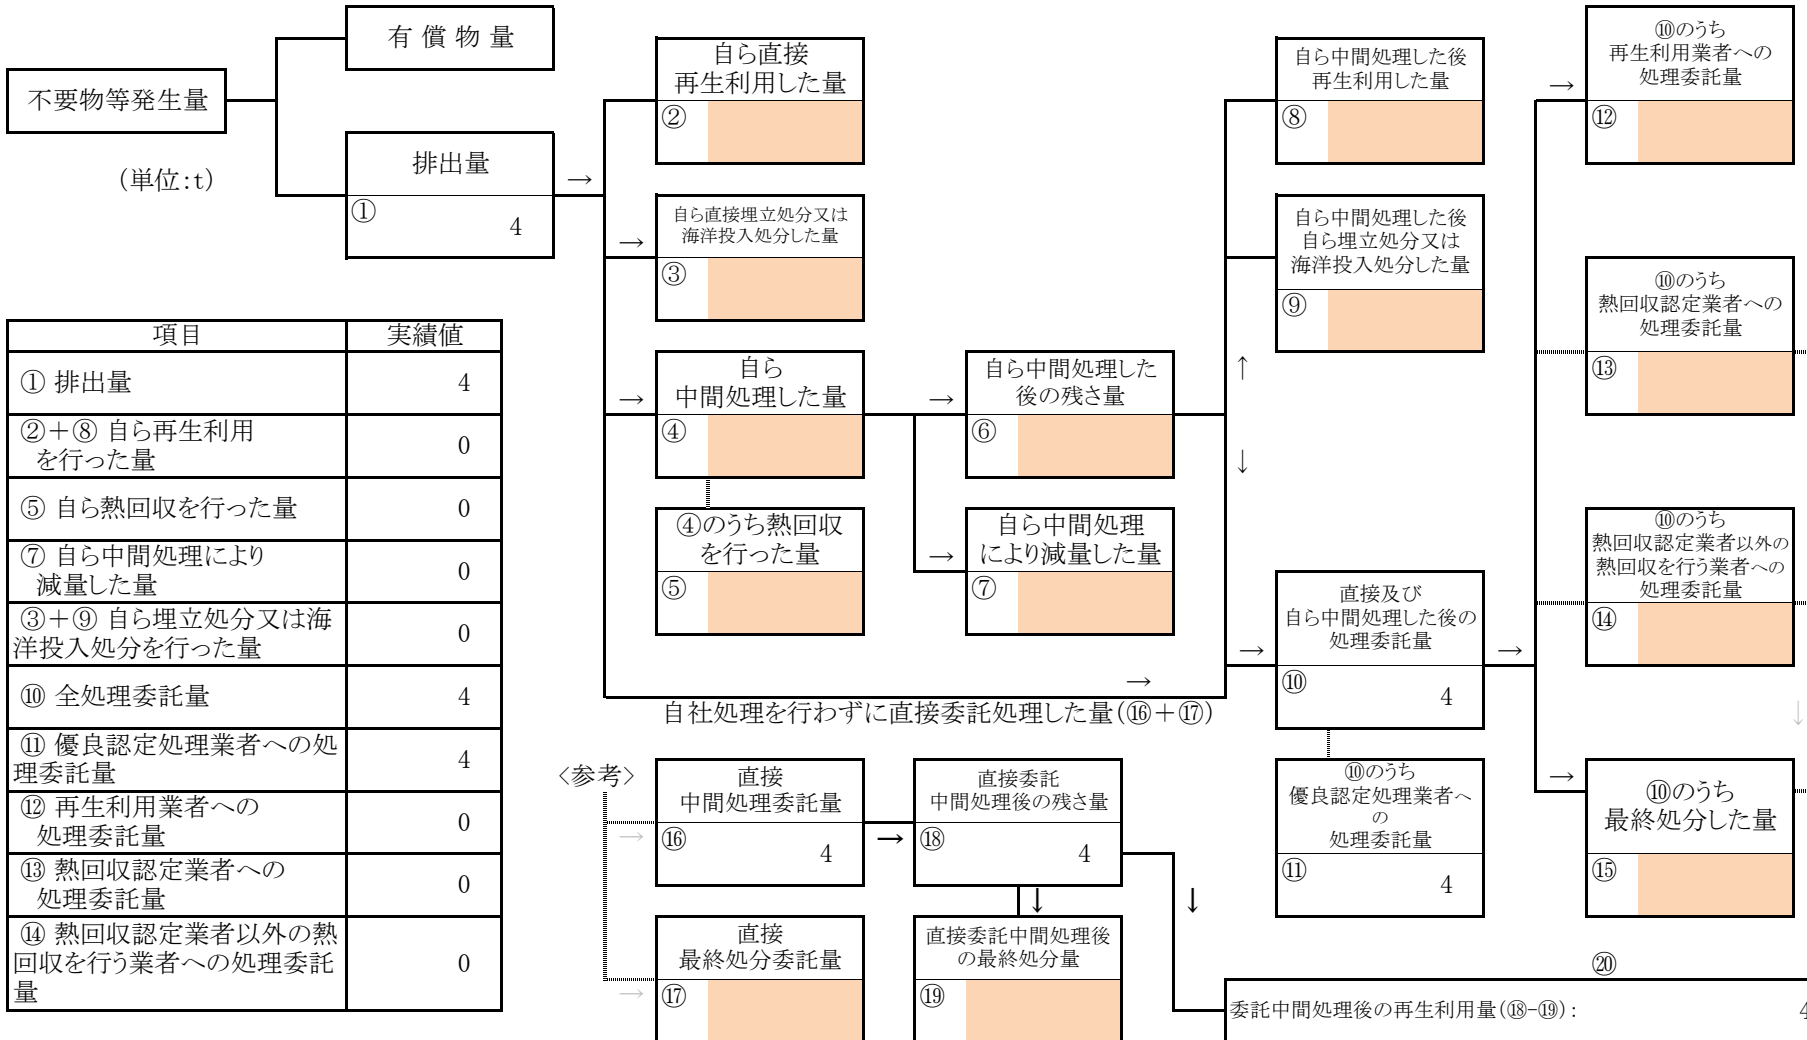 有 償 物 量
不要物等発生量
(単位:t)
排出量
①
4
→
自ら直接
再生利用した量
②
→
自ら直接埋立処分又は
海洋投入処分した量
③
→
自ら
中間処理した量
④
④のうち熱回収
を行った量
⑤
→
自ら中間処理した
後の残さ量
⑥
→
自ら中間処理
により減量した量
⑦
自ら中間処理した後
再生利用した量
⑧
自ら中間処理した後
自ら埋立処分又は
海洋投入処分した量
⑨
↑
↓
→
直接及び
自ら中間処理した後の
処理委託量
⑩
4
⑩のうち
優良認定処理業者へ
の
処理委託量
⑪
4
→
→
⑩のうち
再生利用業者への
処理委託量
⑫
⑩のうち
熱回収認定業者への
処理委託量
⑬
⑩のうち
熱回収認定業者以外の
熱回収を行う業者への
処理委託量
⑭
↓
→
⑩のうち
最終処分した量
⑮
→
自社処理を行わずに直接委託処理した量(⑯+⑰)
項目 実績値
① 排出量 4
②+⑧ 自ら再生利用
を行った量 0
⑤ 自ら熱回収を行った量 0
⑦ 自ら中間処理により
減量した量 0
③+⑨ 自ら埋立処分又は海
洋投入処分を行った量 0
⑩ 全処理委託量 4
⑪ 優良認定処理業者への処
理委託量 4
⑫ 再生利用業者への
処理委託量 0
⑬ 熱回収認定業者への
処理委託量 0
⑭ 熱回収認定業者以外の熱
回収を行う業者への処理委託
量 0
<参考>
→
直接
中間処理委託量
⑯
4
→
直接委託
中間処理後の残さ量
⑱
4
↓
↓
→
直接
最終処分委託量
⑰
直接委託中間処理後
の最終処分量
⑲
⑳
委託中間処理後の再生利用量(⑱-⑲): 4